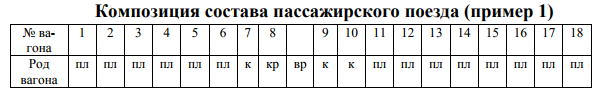 Композиция состава пассажирского поезда (пример 1)
№ ва- 1 2 3 4 5 6 7 8 9 10 11 12 13 14 15 16 17 18
гона
Род пл пл пл пл пл пл к кр вр к к пл пл пл пл пл пл пл пл
вагона